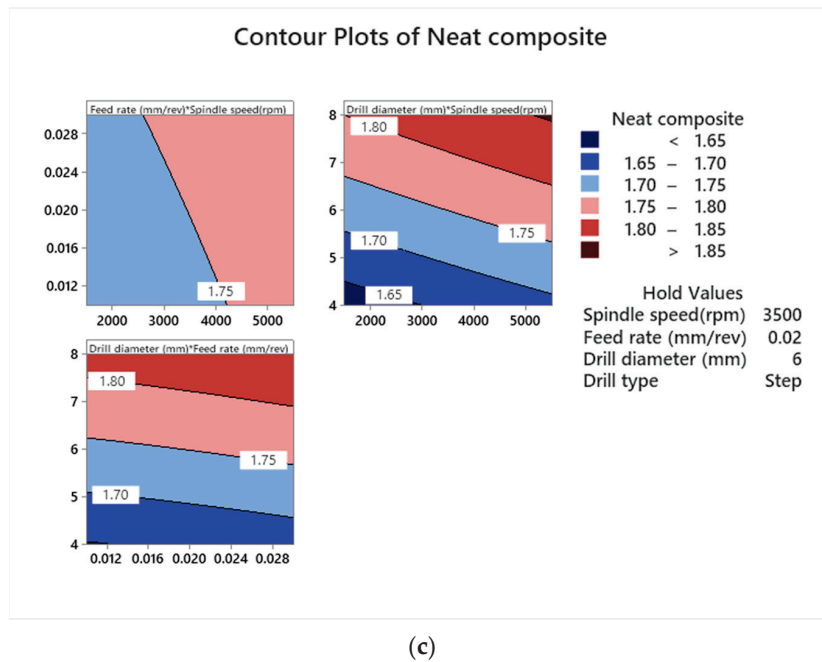 Contour Plots of Neat composite
Feed rate (mm/rev)*Spindle speed(rpm)
0.028
0.024
0.020
0.016
0.012
1.75
2000 3000 4000 5000
Drill diameter (mm)*Spindle speed(rpm)
8
7
6
5
4
1.80
1.75
1.70
1.65
2000 3000 4000 5000
Neat composite
< 1.65
1.65 – 1.70
1.70 – 1.75
1.75 – 1.80
1.80 – 1.85
> 1.85
Hold Values
Spindle speed(rpm) 3500
Feed rate (mm/rev) 0.02
Drill diameter (mm) 6
Drill type Step
Drill diameter (mm)*Feed rate (mm/rev)
8
7
6
5
4
1.80
1.75
1.70
0.012 0.016 0.020 0.024 0.028
(c)